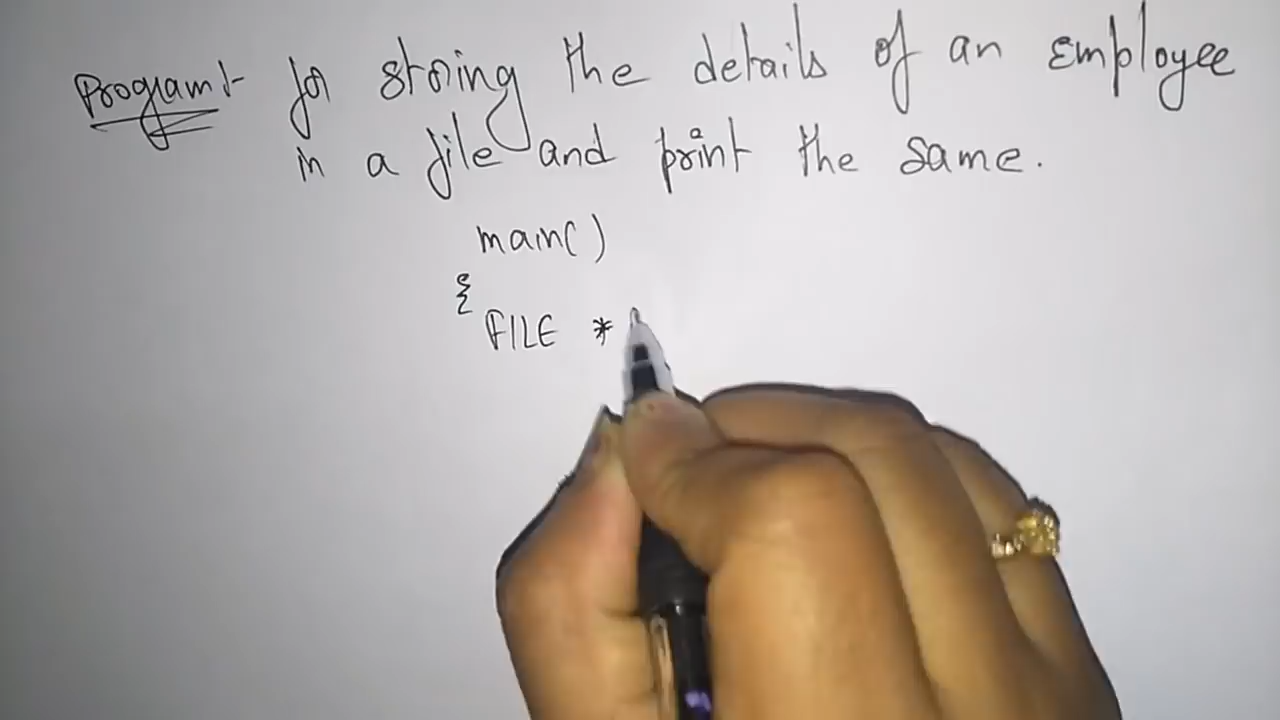 Program:- for storing the details of an Employee
in a file and print the same.
main()
{
FILE *